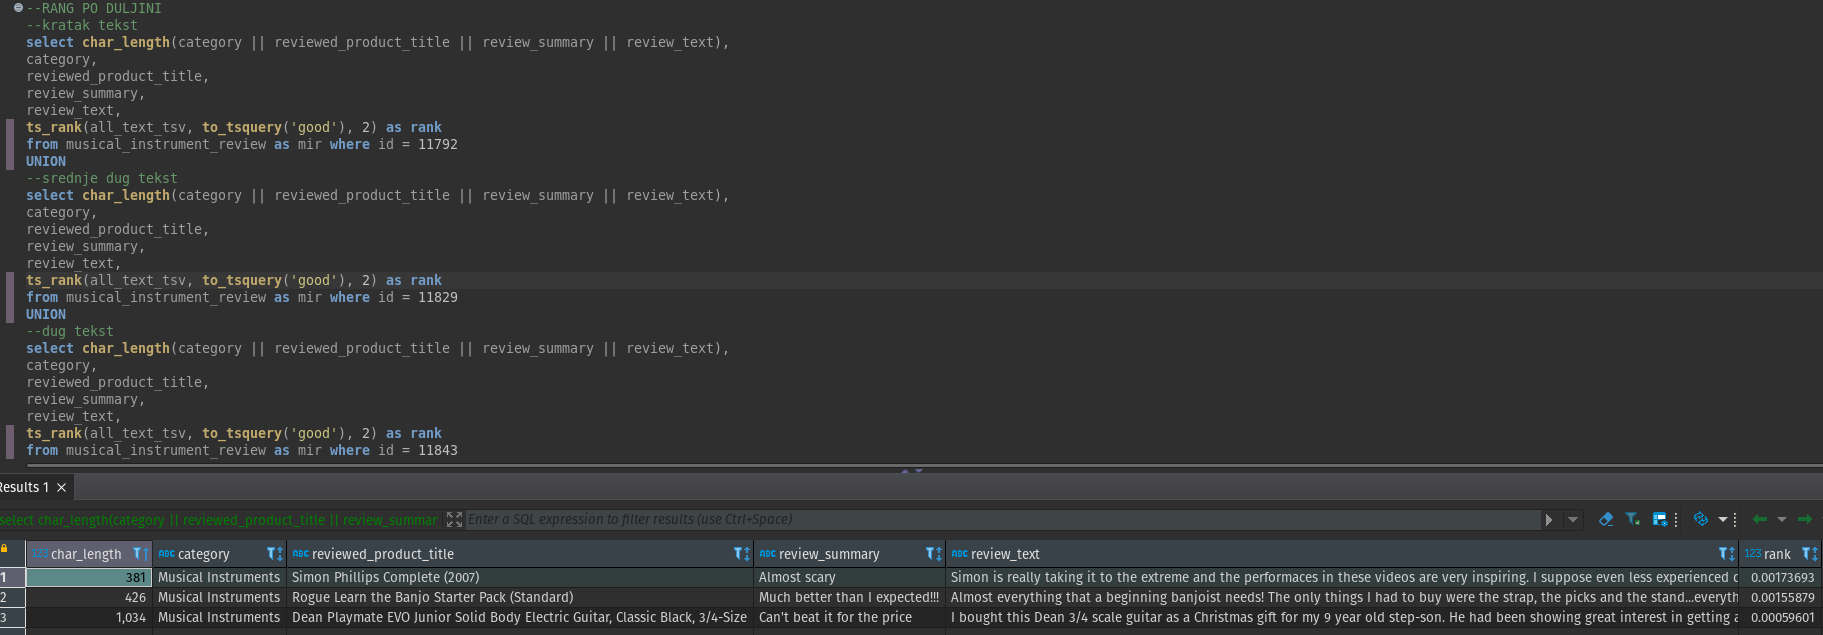 --RANG PO DULJINI
--kratak tekst
select char_length(category || reviewed_product_title || review_summary || review_text),
category,
reviewed_product_title,
review_summary,
review_text,
ts_rank(all_text_tsv, to_tsquery('good'), 2) as rank
from musical_instrument_review as mir where id = 11792
UNION
--srednje dug tekst
select char_length(category || reviewed_product_title || review_summary || review_text),
category,
reviewed_product_title,
review_summary,
review_text,
ts_rank(all_text_tsv, to_tsquery('good'), 2) as rank
from musical_instrument_review as mir where id = 11829
UNION
--dug tekst
select char_length(category || reviewed_product_title || review_summary || review_text),
category,
reviewed_product_title,
review_summary,
review_text,
ts_rank(all_text_tsv, to_tsquery('good'), 2) as rank
from musical_instrument_review as mir where id = 11843
Results 1 ×
select char_length(category || reviewed_product_title || review_summar Enter a SQL expression to filter results (use Ctrl+Space)
123 char_length ABC category ABC reviewed_product_title ABC review_summary ABC review_text 123 rank
1 381 Musical Instruments Simon Phillips Complete (2007) Almost scary Simon is really taking it to the extreme and the performaces in these videos are very inspiring. I suppose even less experienced 0.00173693
2 426 Musical Instruments Rogue Learn the Banjo Starter Pack (Standard) Much better than I expected!!! Almost everything that a beginning banjoist needs! The only things I had to buy were the strap, the picks and the stand...everyth 0.00155879
3 1,034 Musical Instruments Dean Playmate EVO Junior Solid Body Electric Guitar, Classic Black, 3/4-Size Can't beat it for the price I bought this Dean 3/4 scale guitar as a Christmas gift for my 9 year old step-son. He had been showing great interest in getting a 0.00059601